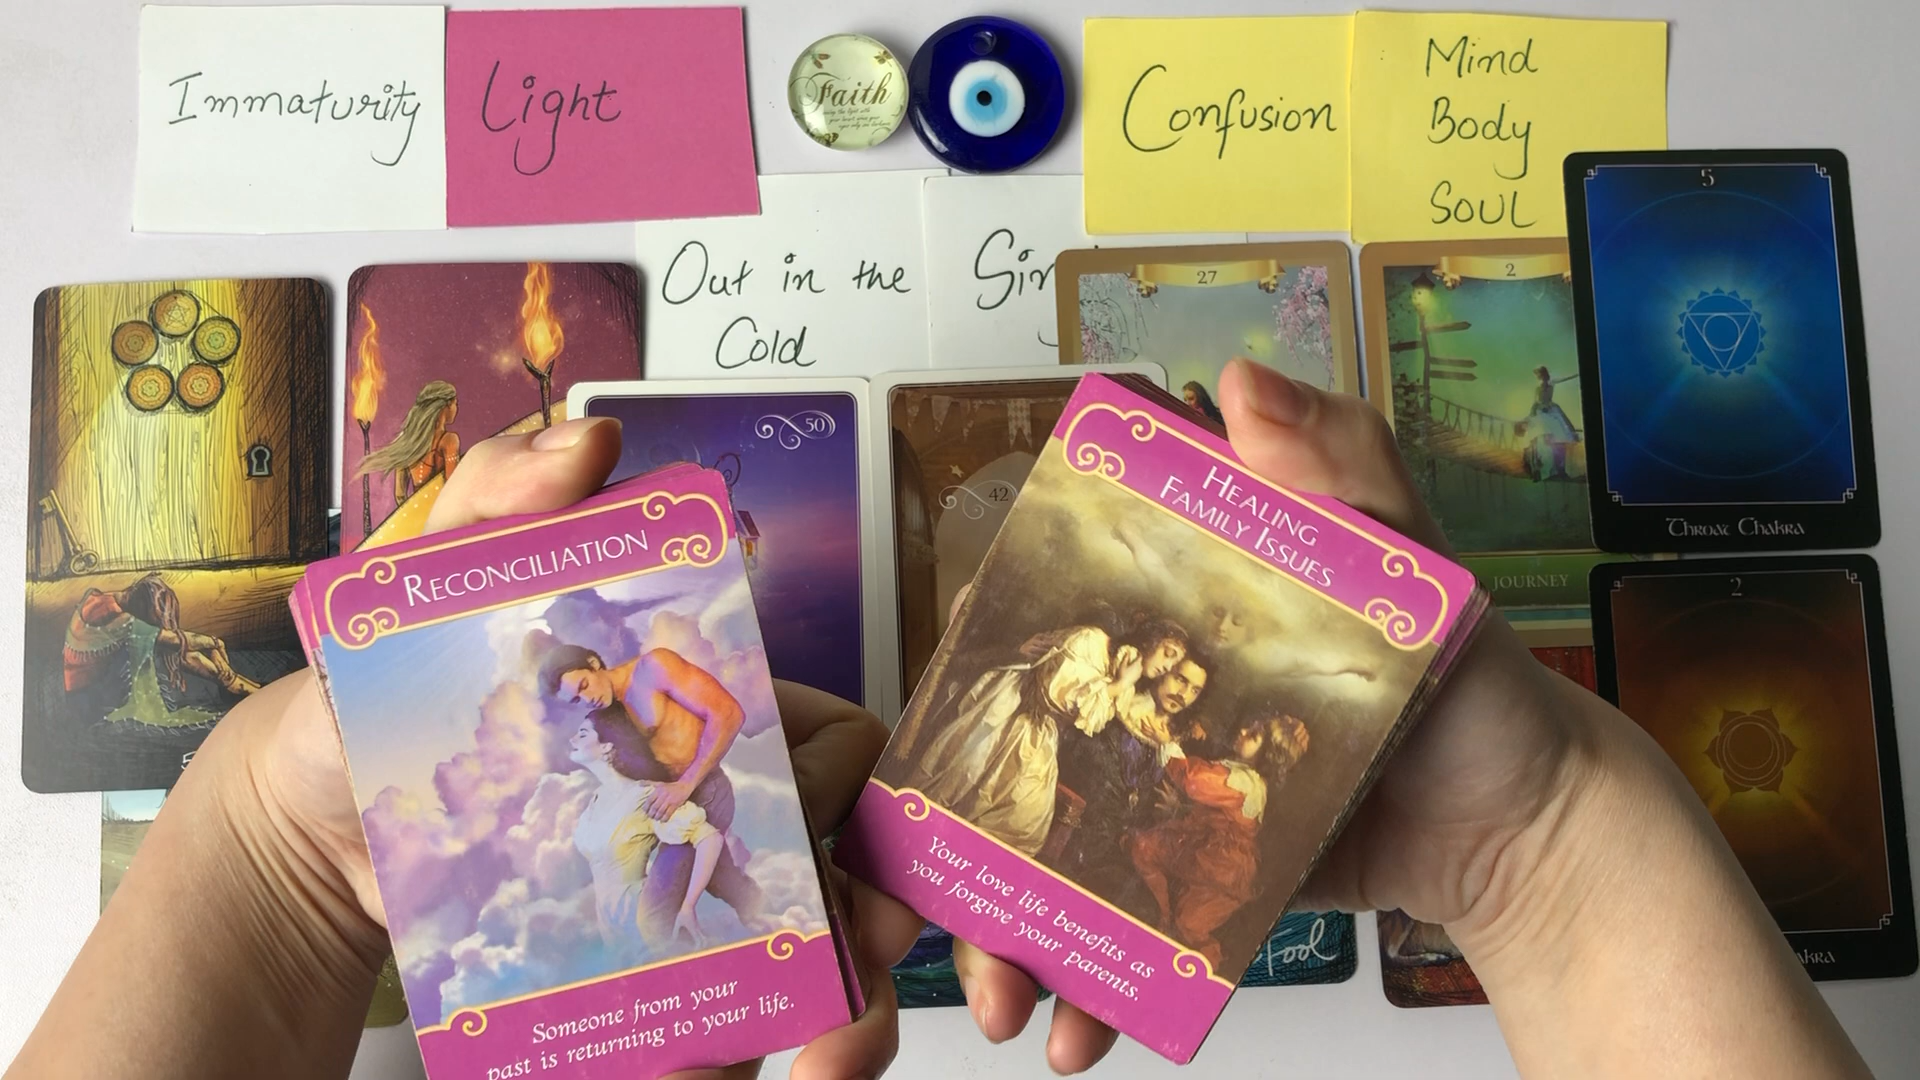 Immaturity
Light
Faith
Confusion
Mind
Body
Soul
5
Out in the
Cold
27
2
50
42
Throat Chakra
JOURNEY
2
RECONCILIATION
HEALING
FAMILY ISSUES
Your love life benefits as
you forgive your parents.
Someone from your
past is returning to your life.
5